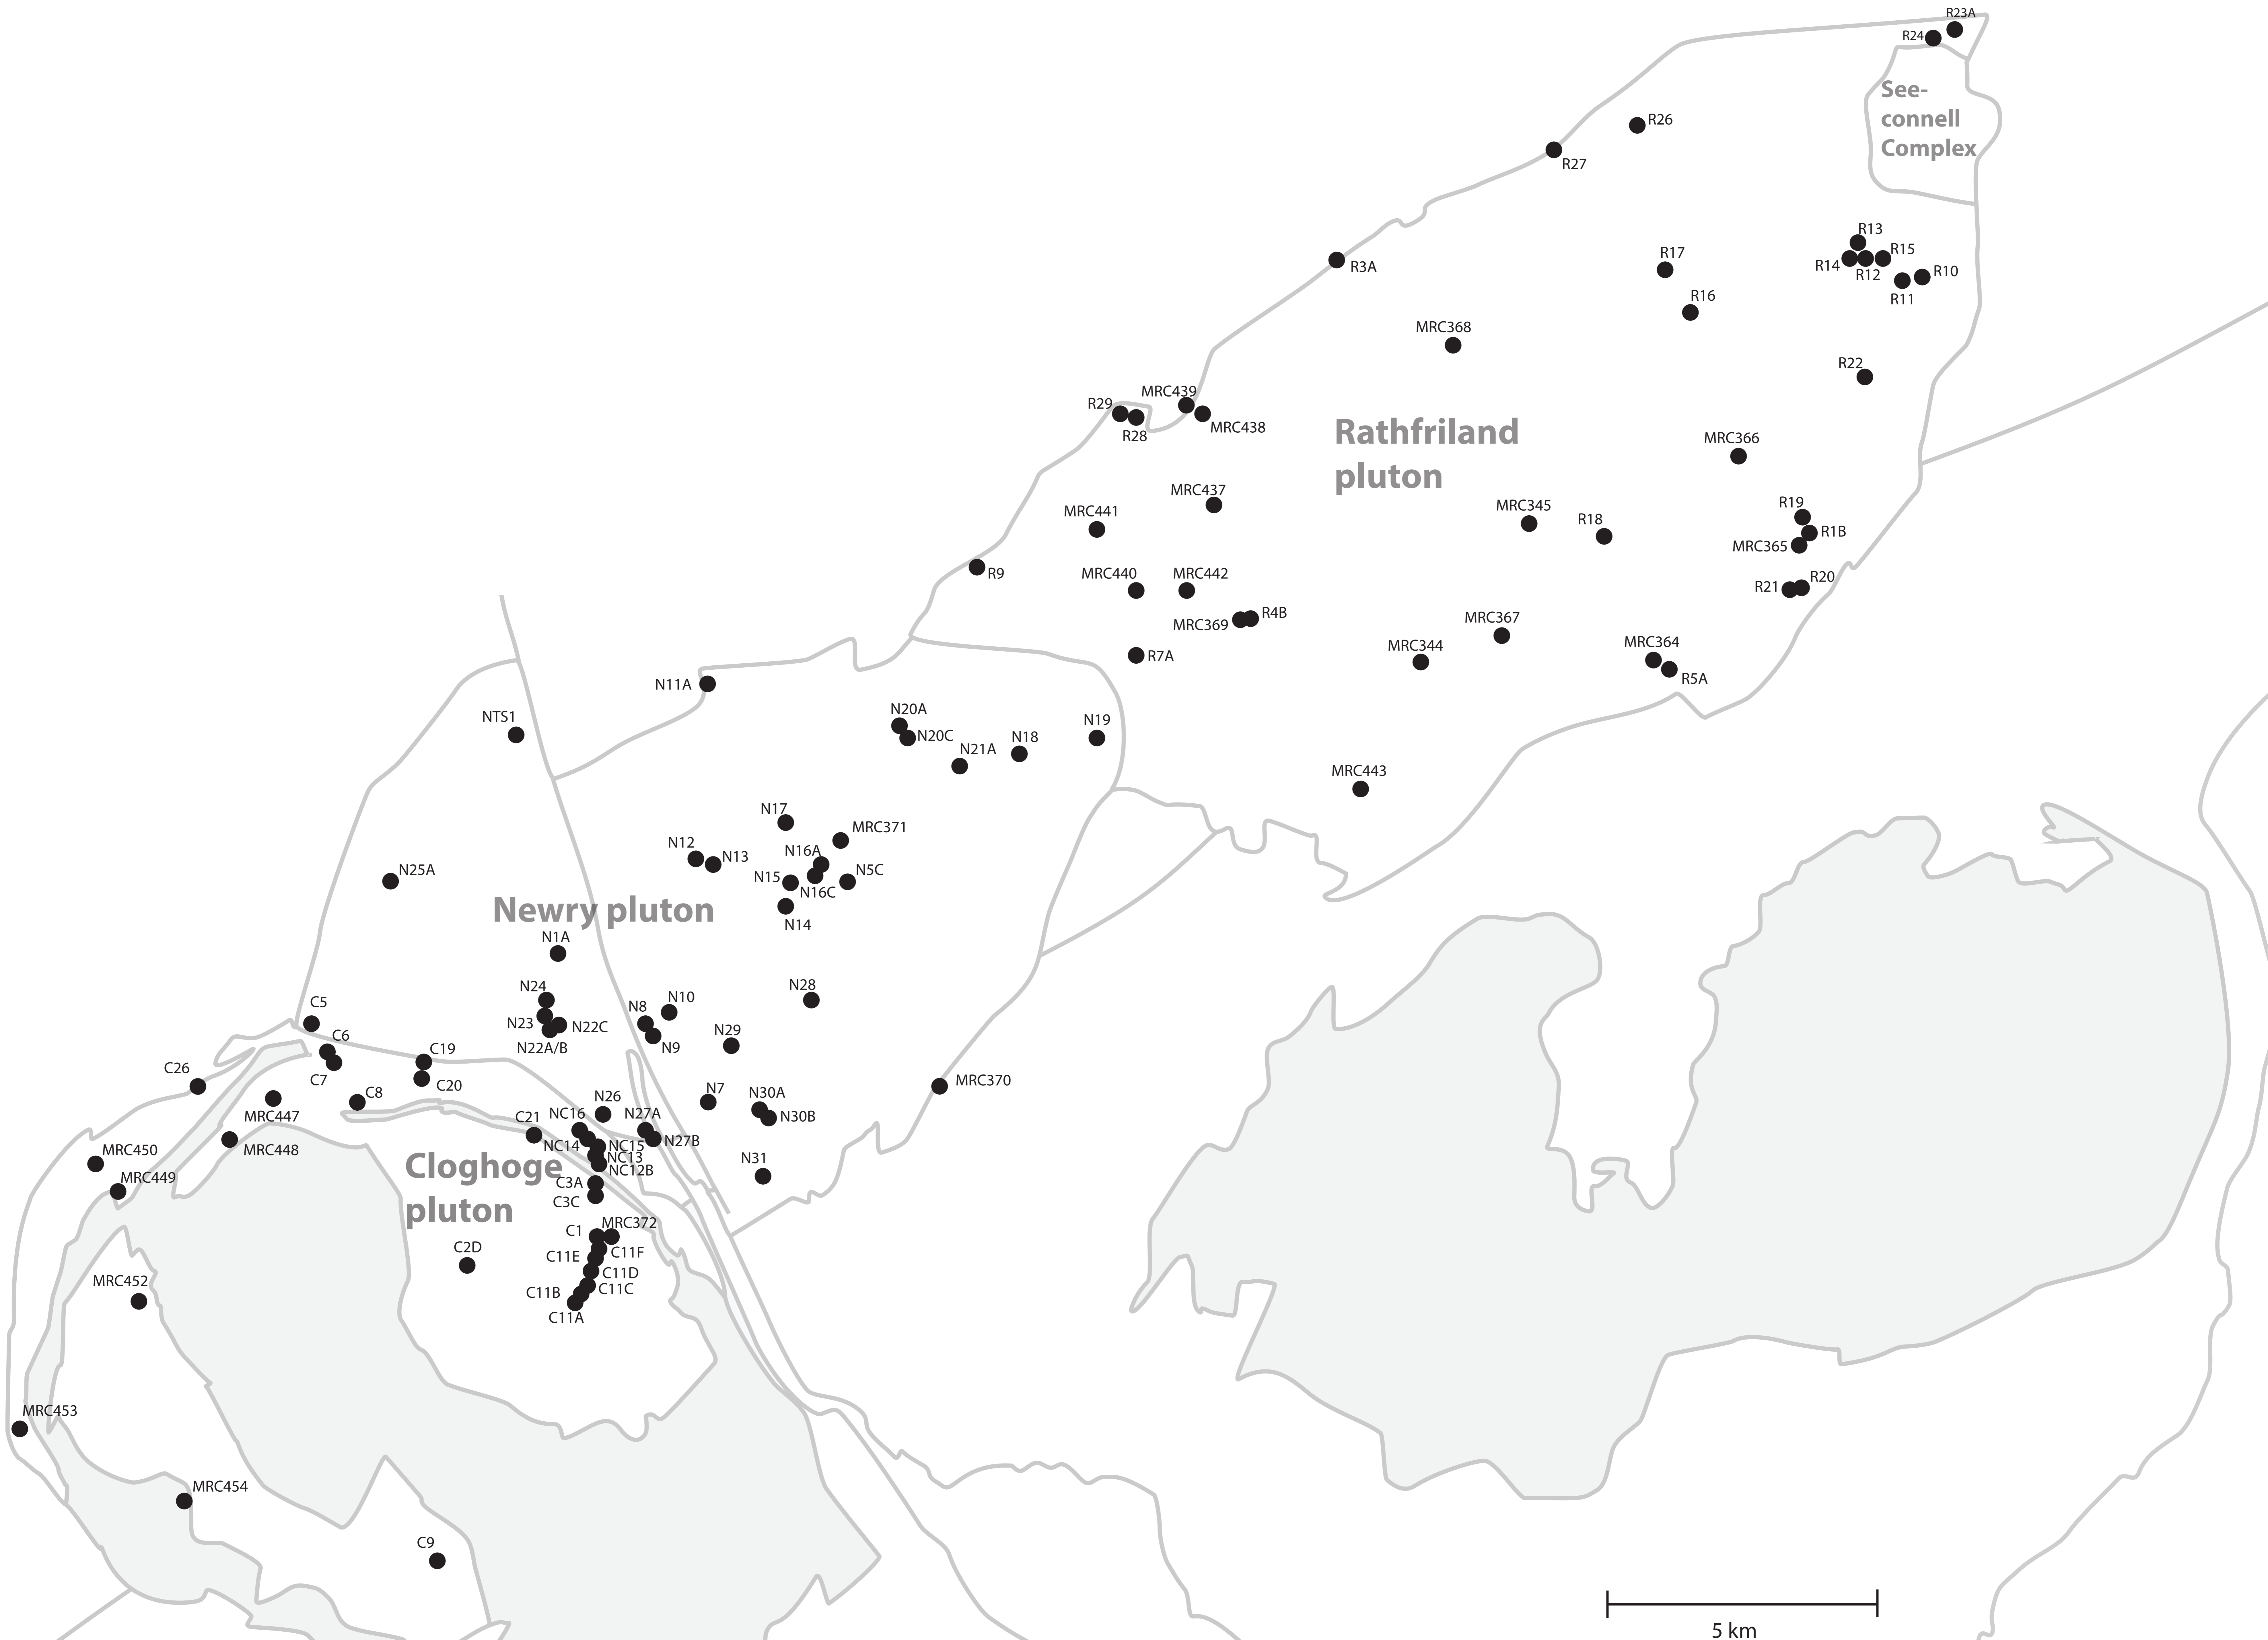 R23A
R24
See-
connell
Complex
R26
R27
R13
R14
R12
R15
R10
R11
R3A
R17
R16
MRC368
R22
MRC439
R29
R28
MRC438
Rathfriland
pluton
MRC366
MRC437
MRC441
MRC345
R18
R19
R1B
MRC365
R9
MRC440
MRC442
R21
R20
MRC369
R4B
MRC367
MRC344
MRC364
R5A
R7A
N11A
NTS1
N20A
N20C
N21A
N18
N19
MRC443
N17
MRC371
N12
N13
N16A
N15
N16C
N5C
N14
N25A
Newry pluton
N1A
N24
N23
N22C
N22A/B
N28
N8
N10
N9
N29
C5
C6
C7
C19
C20
C26
C8
MRC447
MRC448
N7
N30A
N30B
N26
NC16
N27A
N27B
C21
NC14
NC15
NC13
NC12B
MRC450
MRC449
Cloghoge
pluton
N31
MRC370
C3A
C3C
MRC372
C1
C11E
C11F
C11D
C11C
C11B
C11A
C2D
MRC452
MRC453
MRC454
C9
5 km